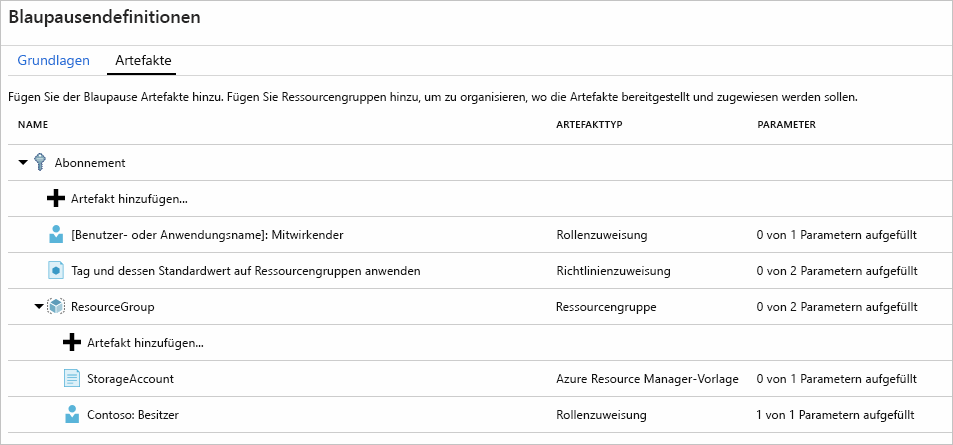 Blaupausendefinitionen
Grundlagen Artefakte
Fügen Sie der Blaupause Artefakte hinzu. Fügen Sie Ressourcengruppen hinzu, um zu organisieren, wo die Artefakte bereitgestellt und zugewiesen werden sollen.
NAME ARTEFAKTTYP PARAMETER
Abonnement
Artefakt hinzufügen...
[Benutzer- oder Anwendungsname]: Mitwirkender Rollenzuweisung 0 von 1 Parametern aufgefüllt
Tag und dessen Standardwert auf Ressourcengruppen anwenden Richtlinienzuweisung 0 von 2 Parametern aufgefüllt
ResourceGroup Ressourcengruppe 0 von 2 Parametern aufgefüllt
Artefakt hinzufügen...
StorageAccount Azure Resource Manager-Vorlage 0 von 1 Parametern aufgefüllt
Contoso: Besitzer Rollenzuweisung 1 von 1 Parametern aufgefüllt